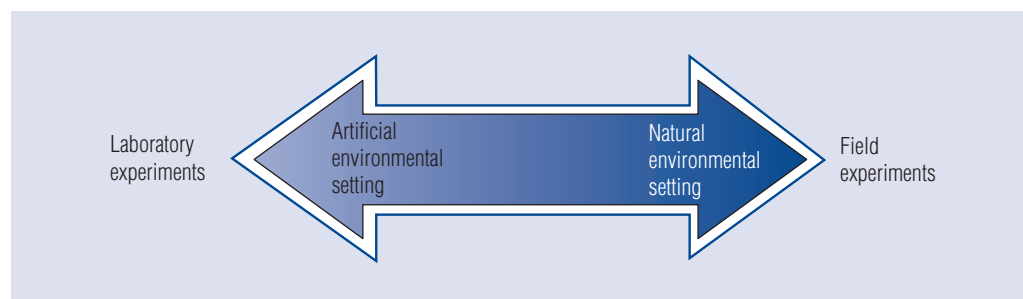 Laboratory
experiments
Artificial
environmental
setting
Natural
environmental
setting
Field
experiments